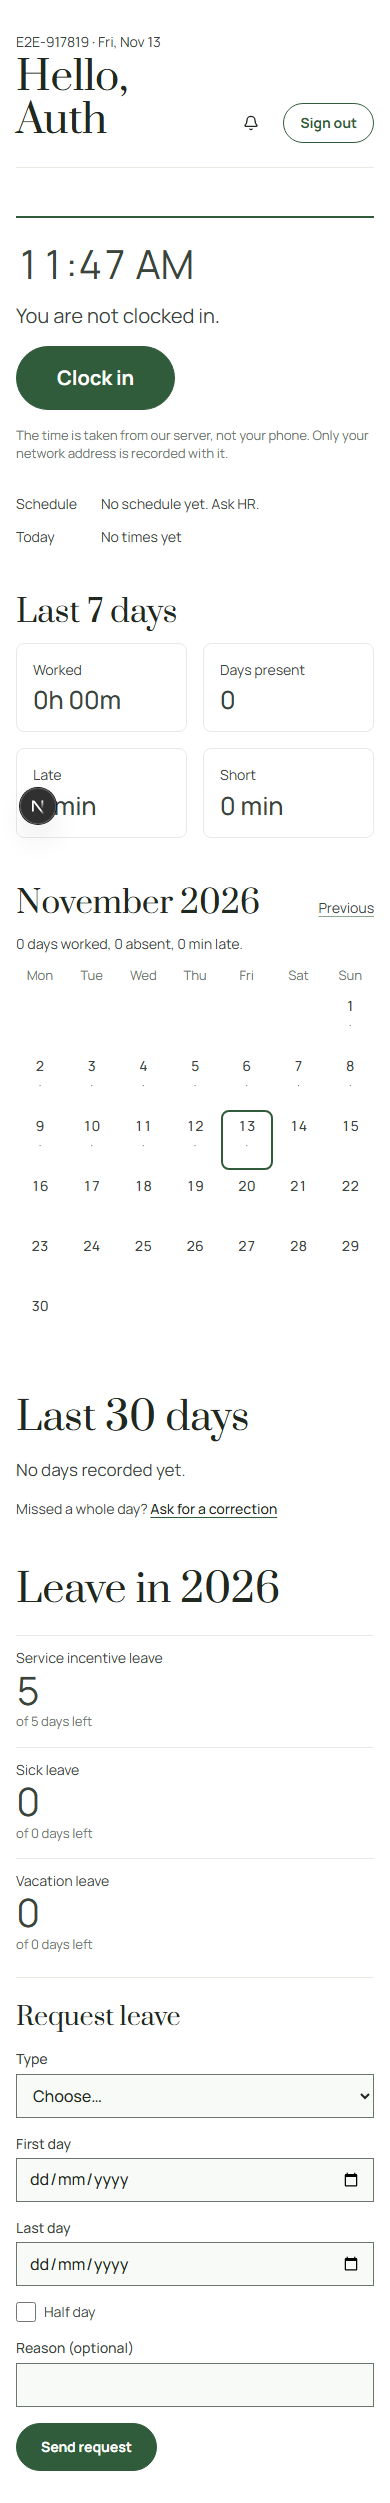 E2E-917819 · Fri, Nov 13
Hello,
Auth
Sign out
11:47 AM
You are not clocked in.
Clock in
The time is taken from our server, not your phone. Only your
network address is recorded with it.
Schedule No schedule yet. Ask HR.
Today No times yet
Last 7 days
Worked Days present
0h 00m 0
Late Short
N min 0 min
November 2026 Previous
0 days worked, 0 absent, 0 min late.
Mon Tue Wed Thu Fri Sat Sun
1
2 3 4 5 6 7 8
9 10 11 12 13 14 15
16 17 18 19 20 21 22
23 24 25 26 27 28 29
30
Last 30 days
No days recorded yet.
Missed a whole day? Ask for a correction
Leave in 2026
Service incentive leave
5
of 5 days left
Sick leave
0
of 0 days left
Vacation leave
0
of 0 days left
Request leave
Type
Choose...
First day
dd/mm/yyyy
Last day
dd/mm/yyyy
Half day
Reason (optional)
Send request